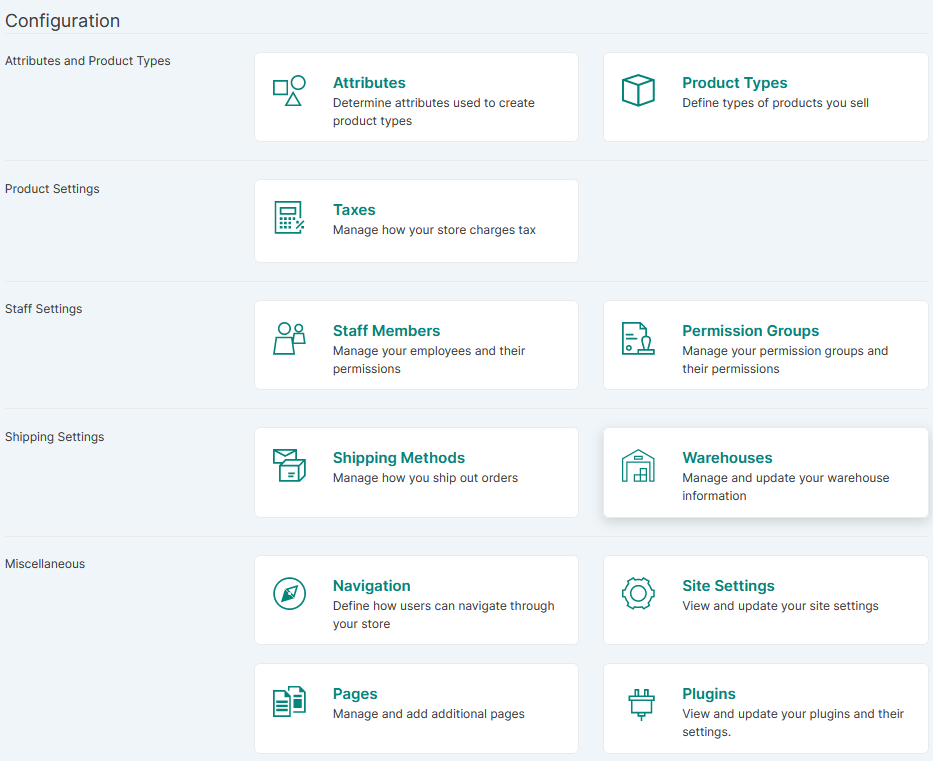 Configuration
Attributes and Product Types
Attributes
Determine attributes used to create
product types
Product Types
Define types of products you sell
Product Settings
Taxes
Manage how your store charges tax
Staff Settings
Staff Members
Manage your employees and their
permissions
Permission Groups
Manage your permission groups and
their permissions
Shipping Settings
Shipping Methods
Manage how you ship out orders
Warehouses
Manage and update your warehouse
information
Miscellaneous
Navigation
Define how users can navigate through
your store
Site Settings
View and update your site settings
Pages
Manage and add additional pages
Plugins
View and update your plugins and their
settings.